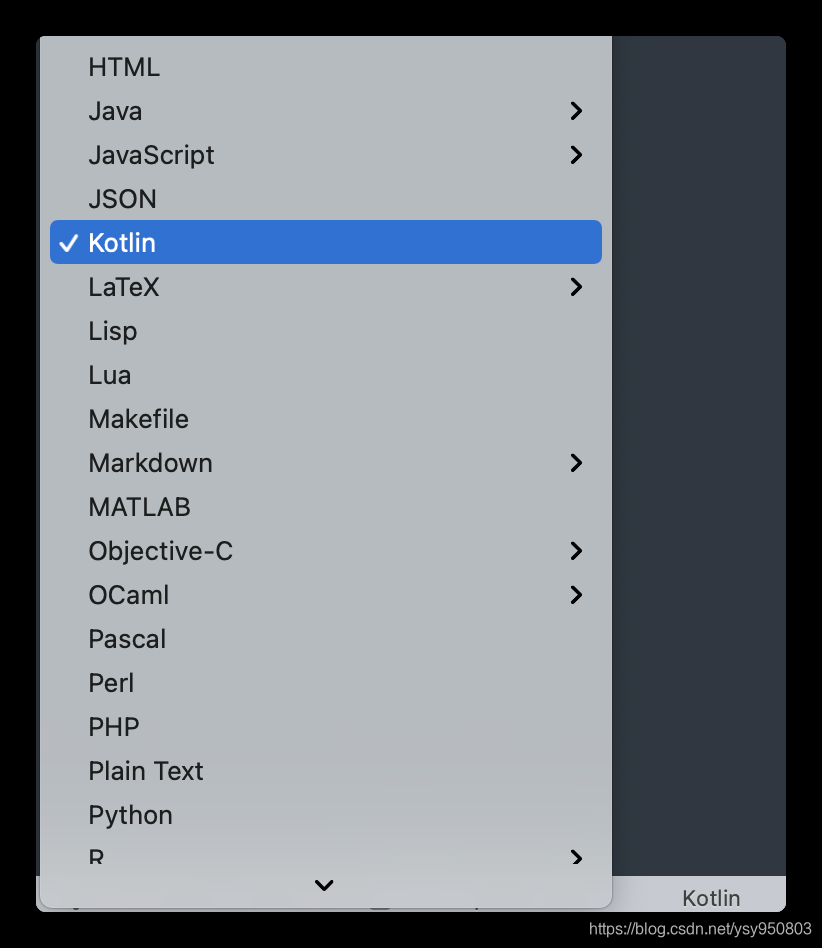 HTML
Java
JavaScript
JSON
Kotlin
LaTeX
Lisp
Lua
Makefile
Markdown
MATLAB
Objective-C
OCaml
Pascal
Perl
PHP
Plain Text
Python
R
Kotlin
https://blog.csdn.net/ysy950803